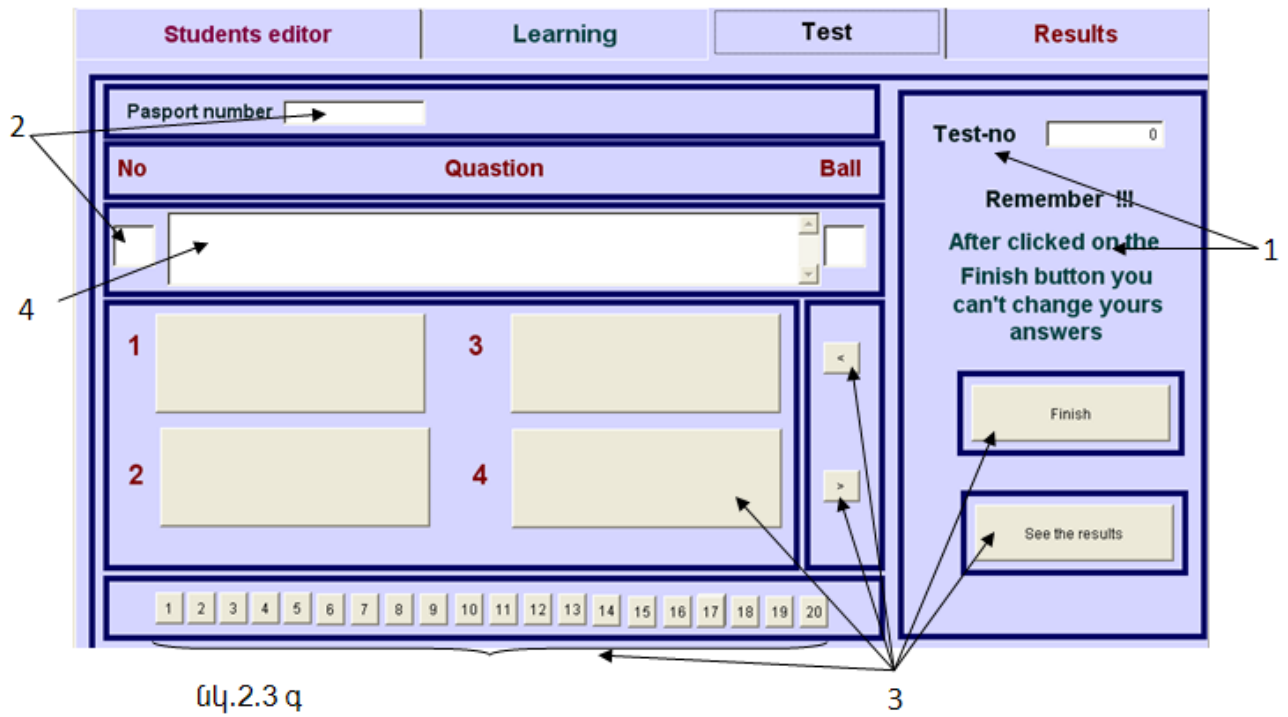 Students editor Learning Test Results
Pasport number
2
Test-no 0
No Quastion Ball
Remember !!!
After clicked on the
Finish button you
can't change yours
answers
1
4
1 3
<
Finish
2 4
>
See the results
1 2 3 4 5 6 7 8 9 10 11 12 13 14 15 16 17 18 19 20
նկ.2.3 գ
3